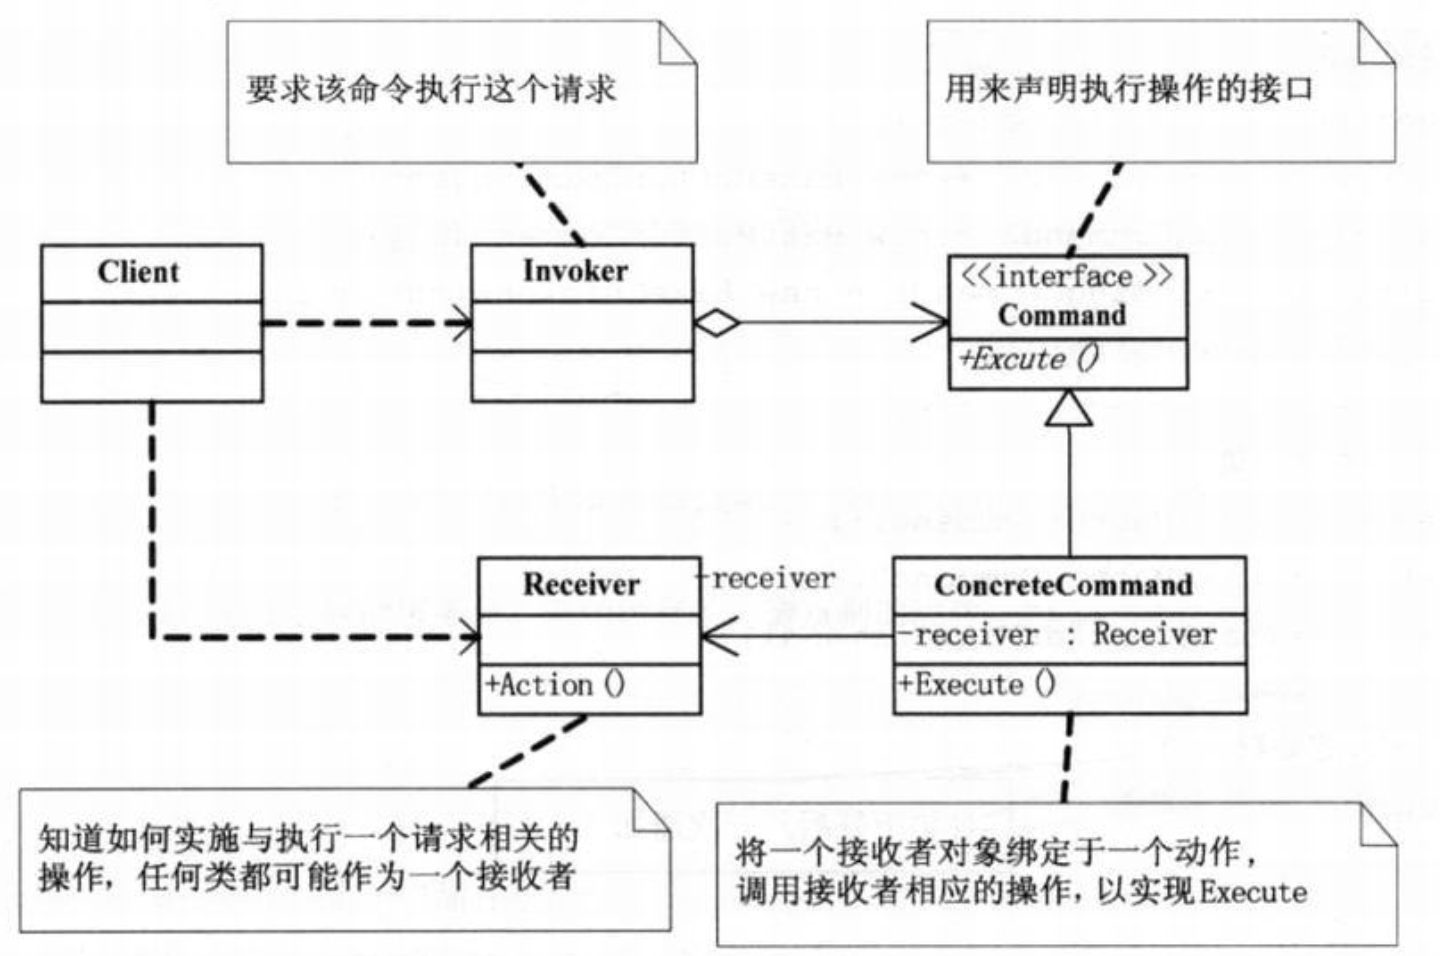 要求该命令执行这个请求
用来声明执行操作的接口
Client
Invoker
<<interface >>
Command
+Excute ()
Receiver
-receiver
ConcreteCommand
-receiver : Receiver
+Action ()
+Execute ()
知道如何实施与执行一个请求相关的
操作，任何类都可能作为一个接收者
将一个接收者对象绑定于一个动作，
调用接收者相应的操作，以实现Execute